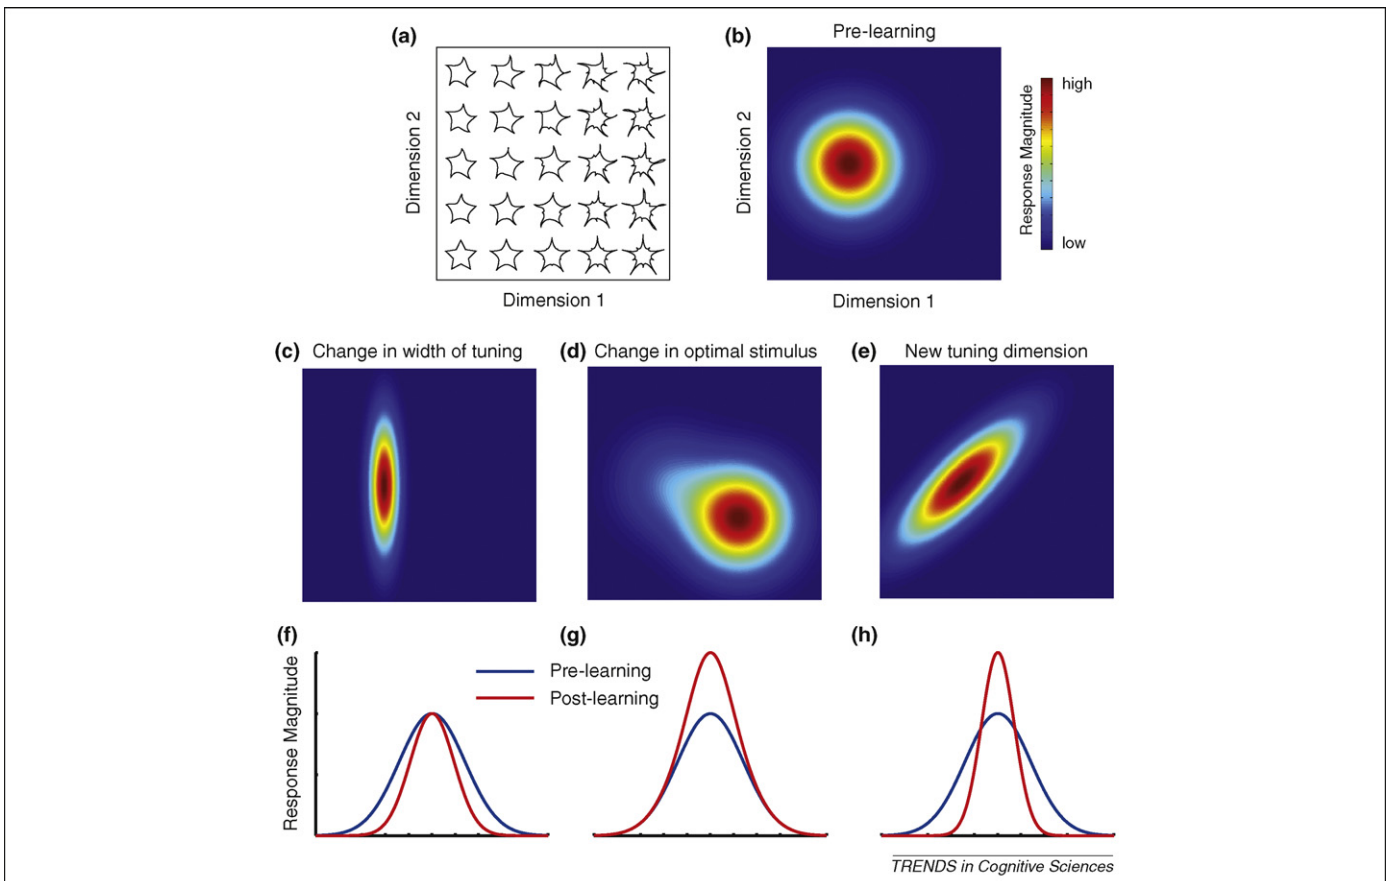 (a)
Dimension 2
Dimension 1
(b)
Pre-learning
Dimension 2
Dimension 1
Response Magnitude
high
low
(c)
Change in width of tuning
(d)
Change in optimal stimulus
(e)
New tuning dimension
(f)
Response Magnitude
Pre-learning
Post-learning
(g)
(h)
TRENDS in Cognitive Sciences